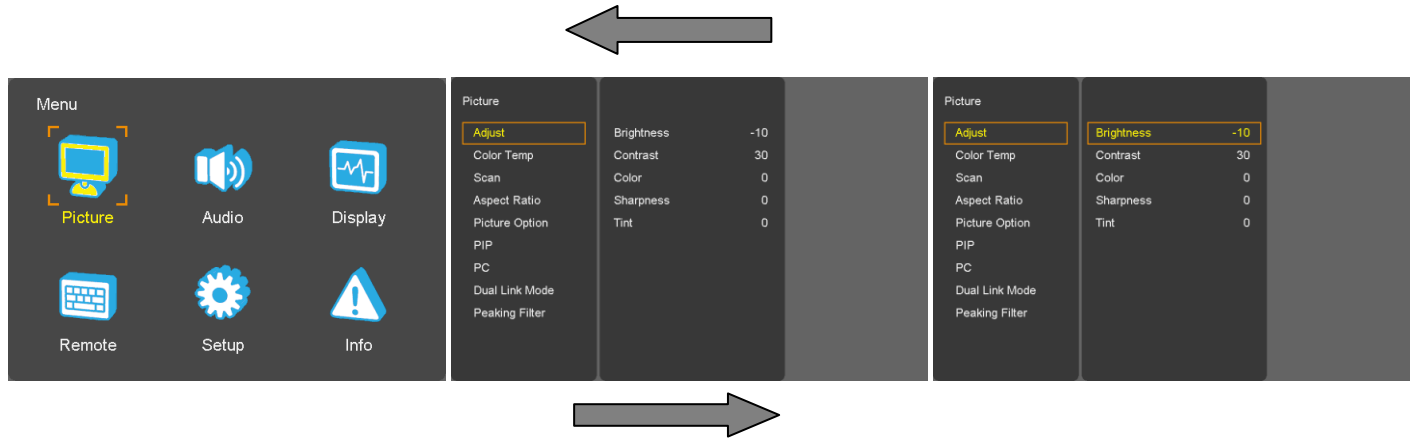 Menu
Picture Audio Display
Remote Setup Info
Picture
Adjust Brightness -10
Color Temp Contrast 30
Scan Color 0
Aspect Ratio Sharpness 0
Picture Option Tint 0
PIP
PC
Dual Link Mode
Peaking Filter
Picture
Adjust Brightness -10
Color Temp Contrast 30
Scan Color 0
Aspect Ratio Sharpness 0
Picture Option Tint 0
PIP
PC
Dual Link Mode
Peaking Filter